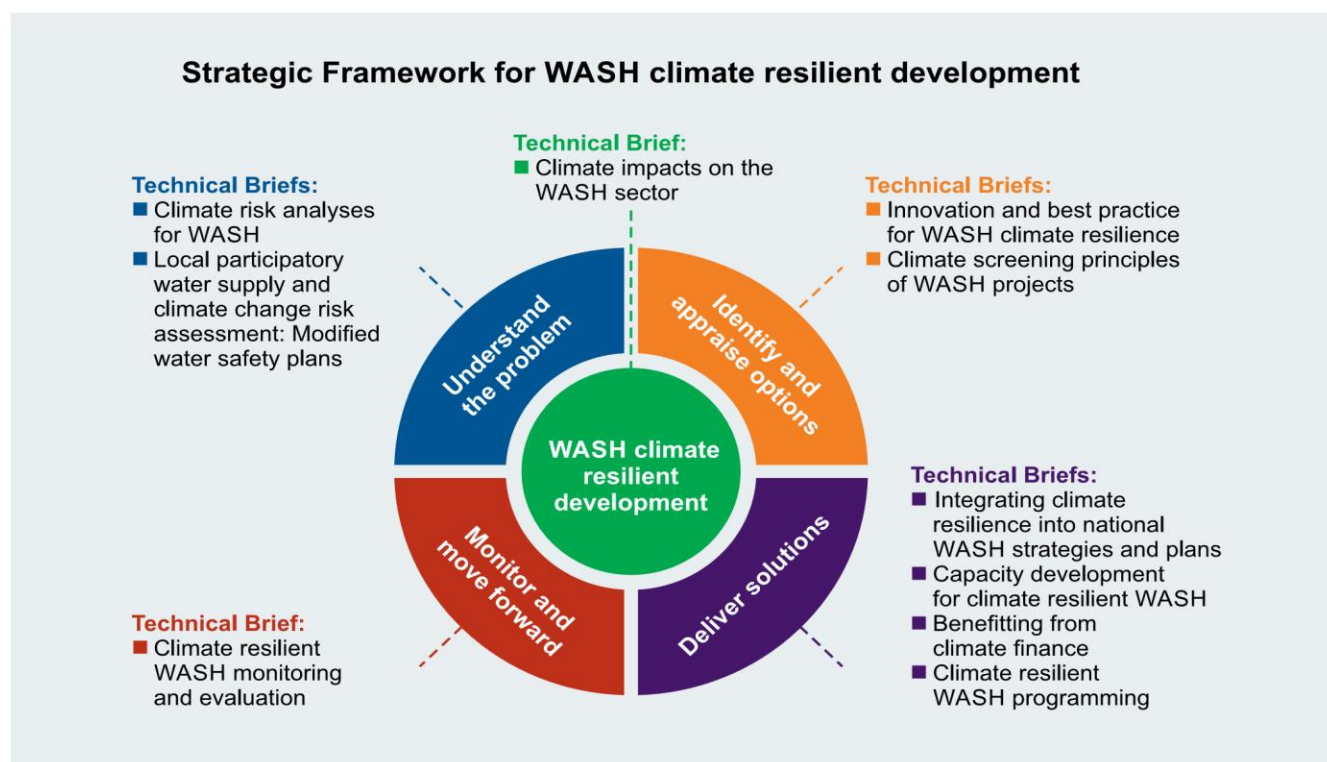 Strategic Framework for WASH climate resilient development
Technical Brief:
■ Climate impacts on the
WASH sector
Technical Briefs:
■ Climate risk analyses
for WASH
■ Local participatory
water supply and
climate change risk
assessment: Modified
water safety plans
Technical Briefs:
■ Innovation and best practice
for WASH climate resilience
■ Climate screening principles
of WASH projects
Understand
the problem
Identify and
appraise options
WASH climate
resilient
development
Monitor and
move forward
Deliver solutions
Technical Briefs:
■ Integrating climate
resilience into national
WASH strategies and plans
■ Capacity development
for climate resilient WASH
■ Benefitting from
climate finance
■ Climate resilient
WASH programming
Technical Brief:
■ Climate resilient
WASH monitoring
and evaluation